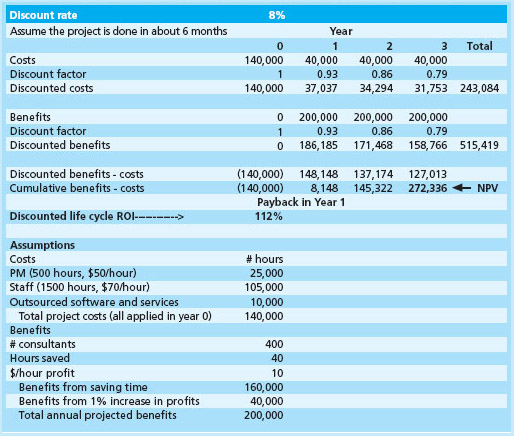 Discount rate 8%
Assume the project is done in about 6 months Year
0 1 2 3 Total
Costs 140,000 40,000 40,000 40,000
Discount factor 1 0.93 0.86 0.79
Discounted costs 140,000 37,037 34,294 31,753 243,084
Benefits 0 200,000 200,000 200,000
Discount factor 1 0.93 0.86 0.79
Discounted benefits 0 186,185 171,468 158,766 515,419
Discounted benefits - costs (140,000) 148,148 137,174 127,013
Cumulative benefits - costs (140,000) 8,148 145,322 272,336 ← NPV
Payback in Year 1
Discounted life cycle ROI------------> 112%
Assumptions
Costs # hours
PM (500 hours, $50/hour) 25,000
Staff (1500 hours, $70/hour) 105,000
Outsourced software and services 10,000
Total project costs (all applied in year 0) 140,000
Benefits
# consultants 400
Hours saved 40
$/hour profit 10
Benefits from saving time 160,000
Benefits from 1% increase in profits 40,000
Total annual projected benefits 200,000